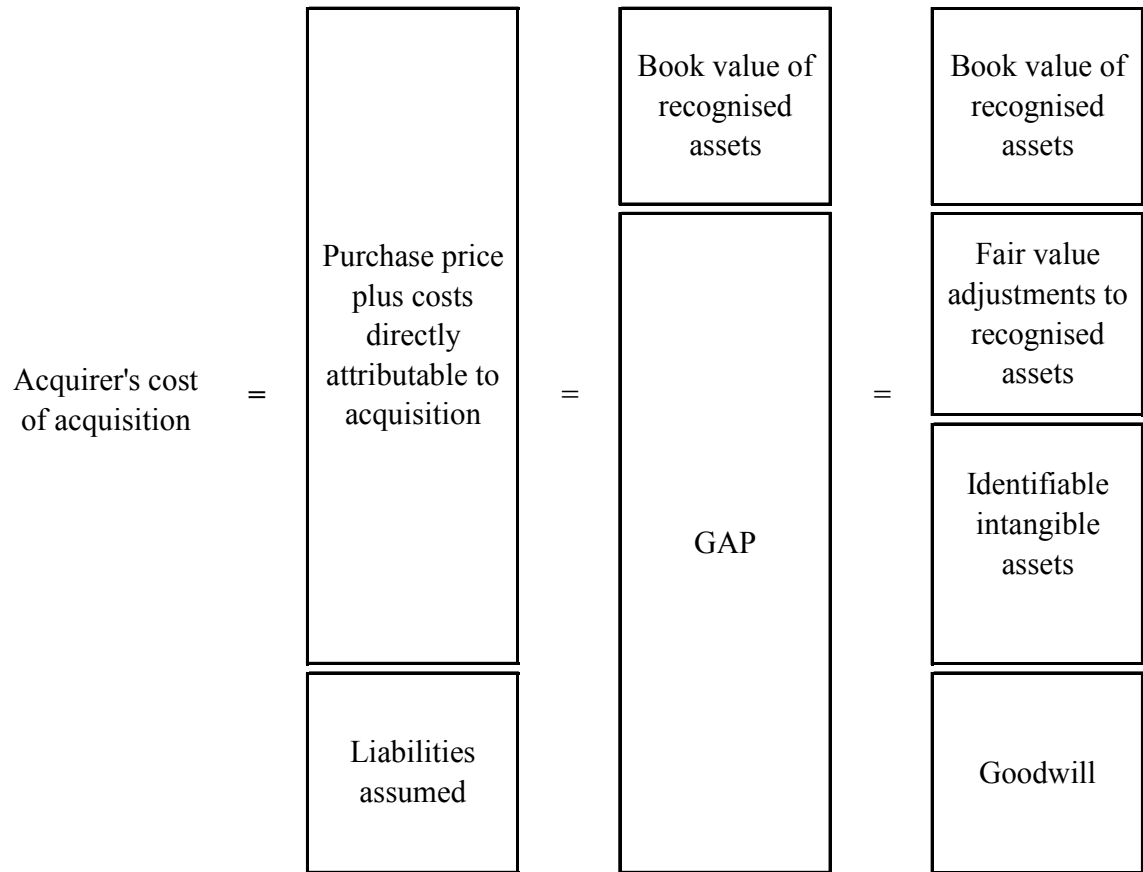 Acquirer's cost
of acquisition
=
Purchase price
plus costs
directly
attributable to
acquisition
Liabilities
assumed
=
Book value of
recognised
assets
GAP
=
Book value of
recognised
assets
Fair value
adjustments to
recognised
assets
Identifiable
intangible
assets
Goodwill